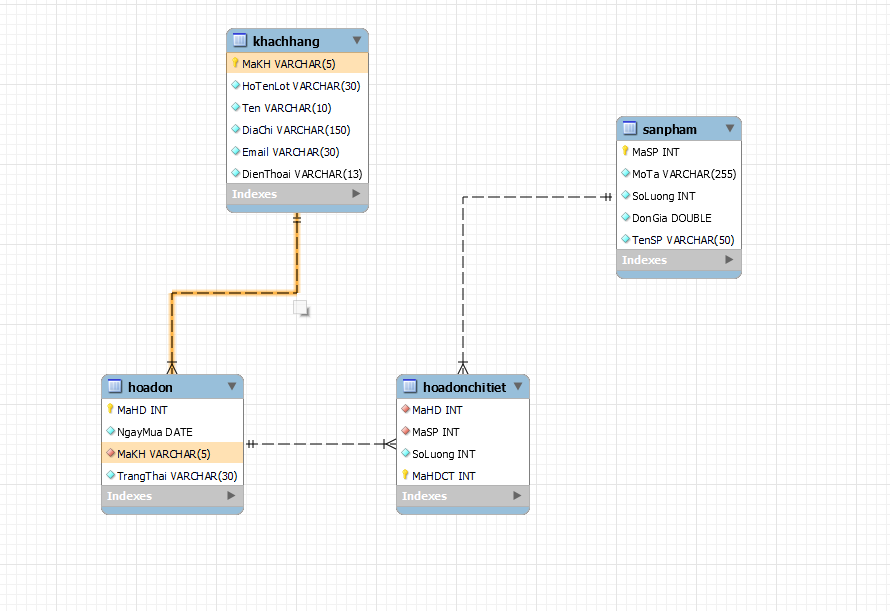 khachhang
MaKH VARCHAR(5)
HoTenLot VARCHAR(30)
Ten VARCHAR(10)
DiaChi VARCHAR(150)
Email VARCHAR(30)
DienThoai VARCHAR(13)
Indexes
sanpham
MaSP INT
MoTa VARCHAR(255)
SoLuong INT
DonGia DOUBLE
TenSP VARCHAR(50)
Indexes
hoadon
MaHD INT
NgayMua DATE
MaKH VARCHAR(5)
TrangThai VARCHAR(30)
Indexes
hoadonchitiet
MaHD INT
MaSP INT
SoLuong INT
MaHDCT INT
Indexes